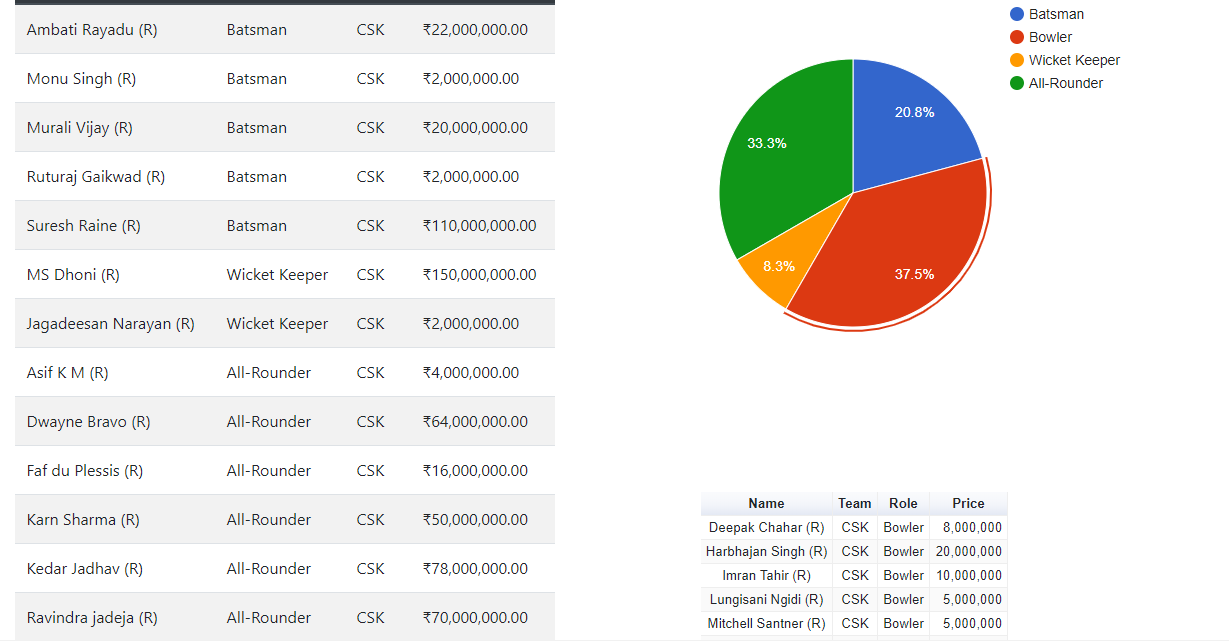 Ambati Rayadu (R) Batsman CSK ₹22,000,000.00
Monu Singh (R) Batsman CSK ₹2,000,000.00
Murali Vijay (R) Batsman CSK ₹20,000,000.00
Ruturaj Gaikwad (R) Batsman CSK ₹2,000,000.00
Suresh Raine (R) Batsman CSK ₹110,000,000.00
MS Dhoni (R) Wicket Keeper CSK ₹150,000,000.00
Jagadeesan Narayan (R) Wicket Keeper CSK ₹2,000,000.00
Asif K M (R) All-Rounder CSK ₹4,000,000.00
Dwayne Bravo (R) All-Rounder CSK ₹64,000,000.00
Faf du Plessis (R) All-Rounder CSK ₹16,000,000.00
Karn Sharma (R) All-Rounder CSK ₹50,000,000.00
Kedar Jadhav (R) All-Rounder CSK ₹78,000,000.00
Ravindra jadeja (R) All-Rounder CSK ₹70,000,000.00
Batsman
Bowler
Wicket Keeper
All-Rounder
20.8%
33.3%
8.3%
37.5%
Name Team Role Price
Deepak Chahar (R) CSK Bowler 8,000,000
Harbhajan Singh (R) CSK Bowler 20,000,000
Imran Tahir (R) CSK Bowler 10,000,000
Lungisani Ngidi (R) CSK Bowler 5,000,000
Mitchell Santner (R) CSK Bowler 5,000,000